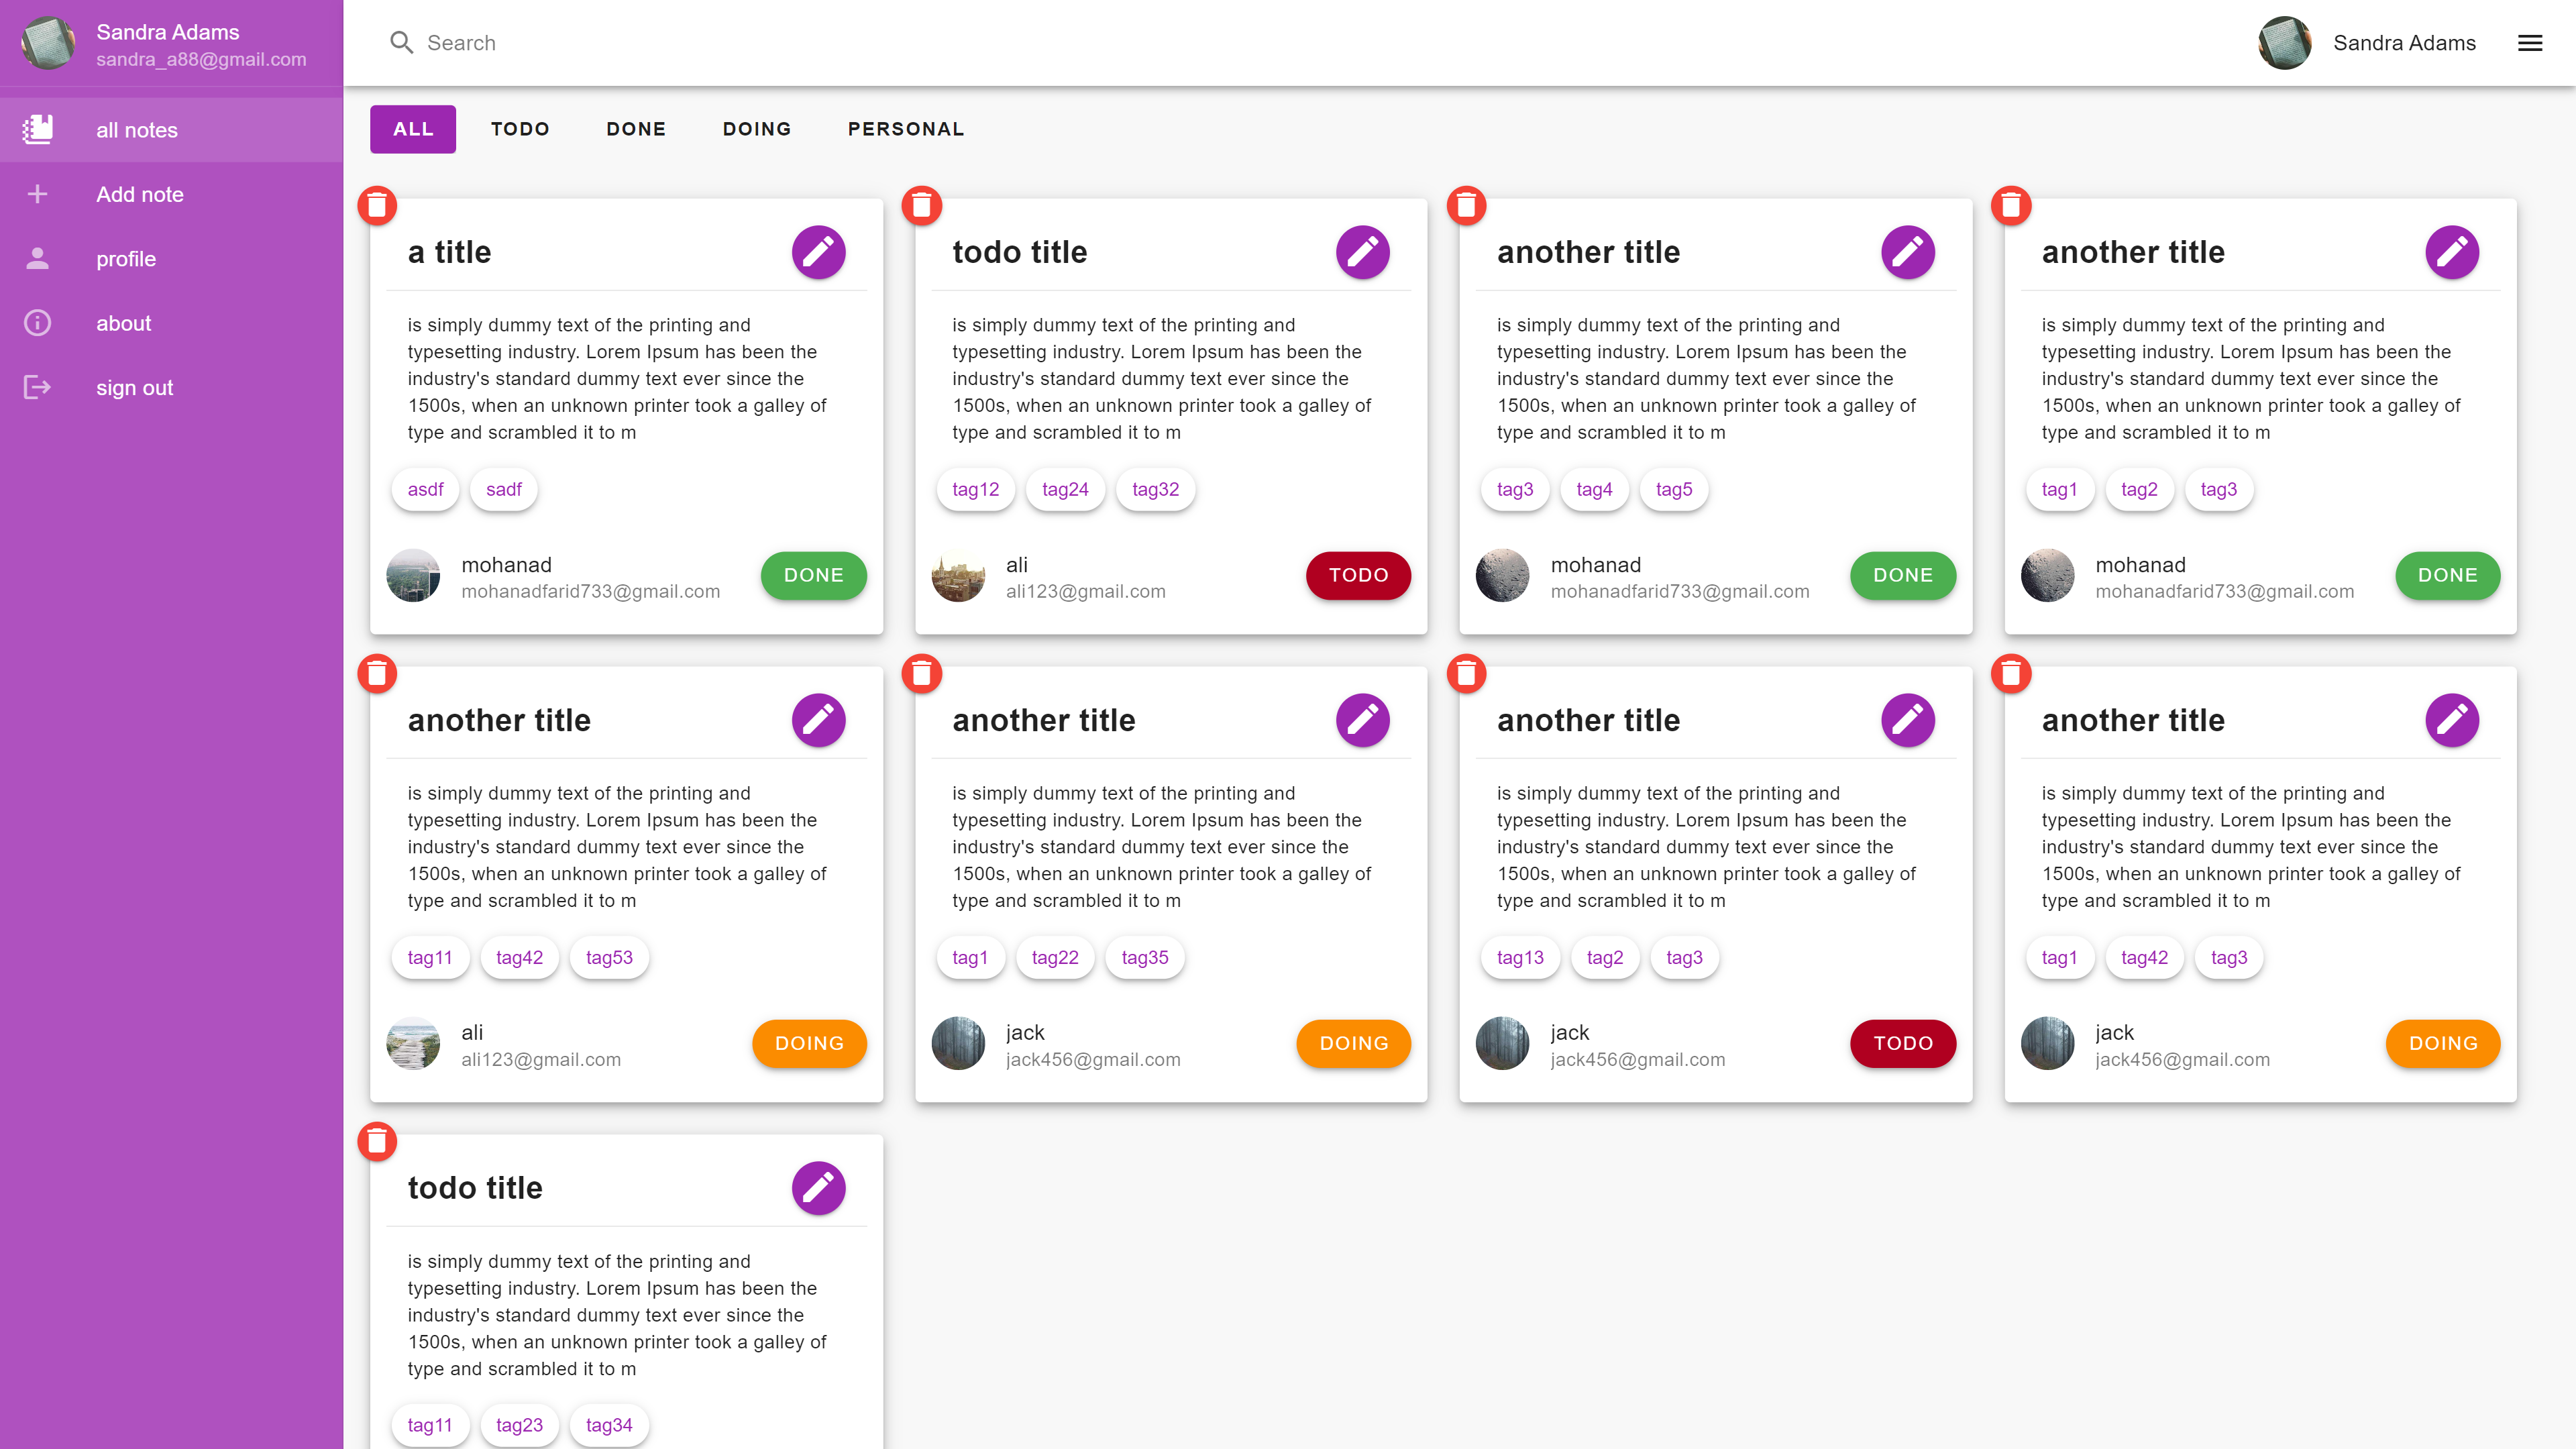 Sandra Adams
sandra_a88@gmail.com
all notes
Add note
profile
about
sign out
Search
Sandra Adams
ALL
TODO
DONE
DOING
PERSONAL
a title
is simply dummy text of the printing and
typesetting industry. Lorem Ipsum has been the
industry's standard dummy text ever since the
1500s, when an unknown printer took a galley of
type and scrambled it to m
asdf
sadf
mohanad
mohanadfarid733@gmail.com
DONE
todo title
is simply dummy text of the printing and
typesetting industry. Lorem Ipsum has been the
industry's standard dummy text ever since the
1500s, when an unknown printer took a galley of
type and scrambled it to m
tag12
tag24
tag32
ali
ali123@gmail.com
TODO
another title
is simply dummy text of the printing and
typesetting industry. Lorem Ipsum has been the
industry's standard dummy text ever since the
1500s, when an unknown printer took a galley of
type and scrambled it to m
tag3
tag4
tag5
mohanad
mohanadfarid733@gmail.com
DONE
another title
is simply dummy text of the printing and
typesetting industry. Lorem Ipsum has been the
industry's standard dummy text ever since the
1500s, when an unknown printer took a galley of
type and scrambled it to m
tag1
tag2
tag3
mohanad
mohanadfarid733@gmail.com
DONE
another title
is simply dummy text of the printing and
typesetting industry. Lorem Ipsum has been the
industry's standard dummy text ever since the
1500s, when an unknown printer took a galley of
type and scrambled it to m
tag11
tag42
tag53
ali
ali123@gmail.com
DOING
another title
is simply dummy text of the printing and
typesetting industry. Lorem Ipsum has been the
industry's standard dummy text ever since the
1500s, when an unknown printer took a galley of
type and scrambled it to m
tag1
tag22
tag35
jack
jack456@gmail.com
DOING
another title
is simply dummy text of the printing and
typesetting industry. Lorem Ipsum has been the
industry's standard dummy text ever since the
1500s, when an unknown printer took a galley of
type and scrambled it to m
tag13
tag2
tag3
jack
jack456@gmail.com
TODO
another title
is simply dummy text of the printing and
typesetting industry. Lorem Ipsum has been the
industry's standard dummy text ever since the
1500s, when an unknown printer took a galley of
type and scrambled it to m
tag1
tag42
tag3
jack
jack456@gmail.com
DOING
todo title
is simply dummy text of the printing and
typesetting industry. Lorem Ipsum has been the
industry's standard dummy text ever since the
1500s, when an unknown printer took a galley of
type and scrambled it to m
tag11
tag23
tag34